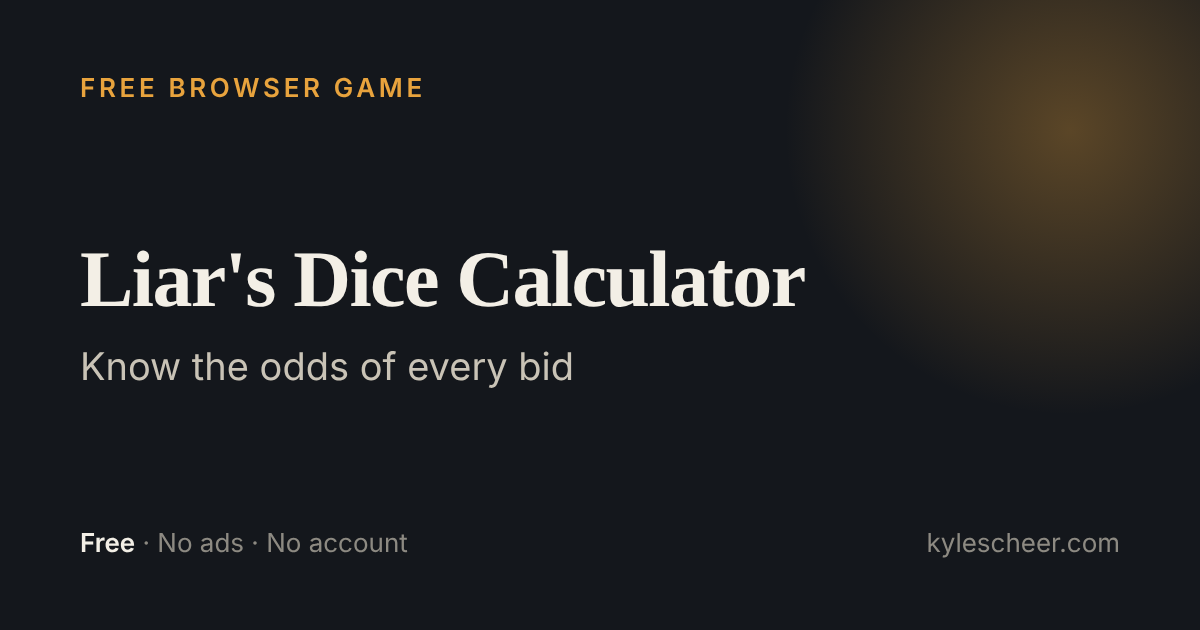 FREE BROWSER GAME
Liar's Dice Calculator
Know the odds of every bid
Free · No ads · No account
kylescheer.com